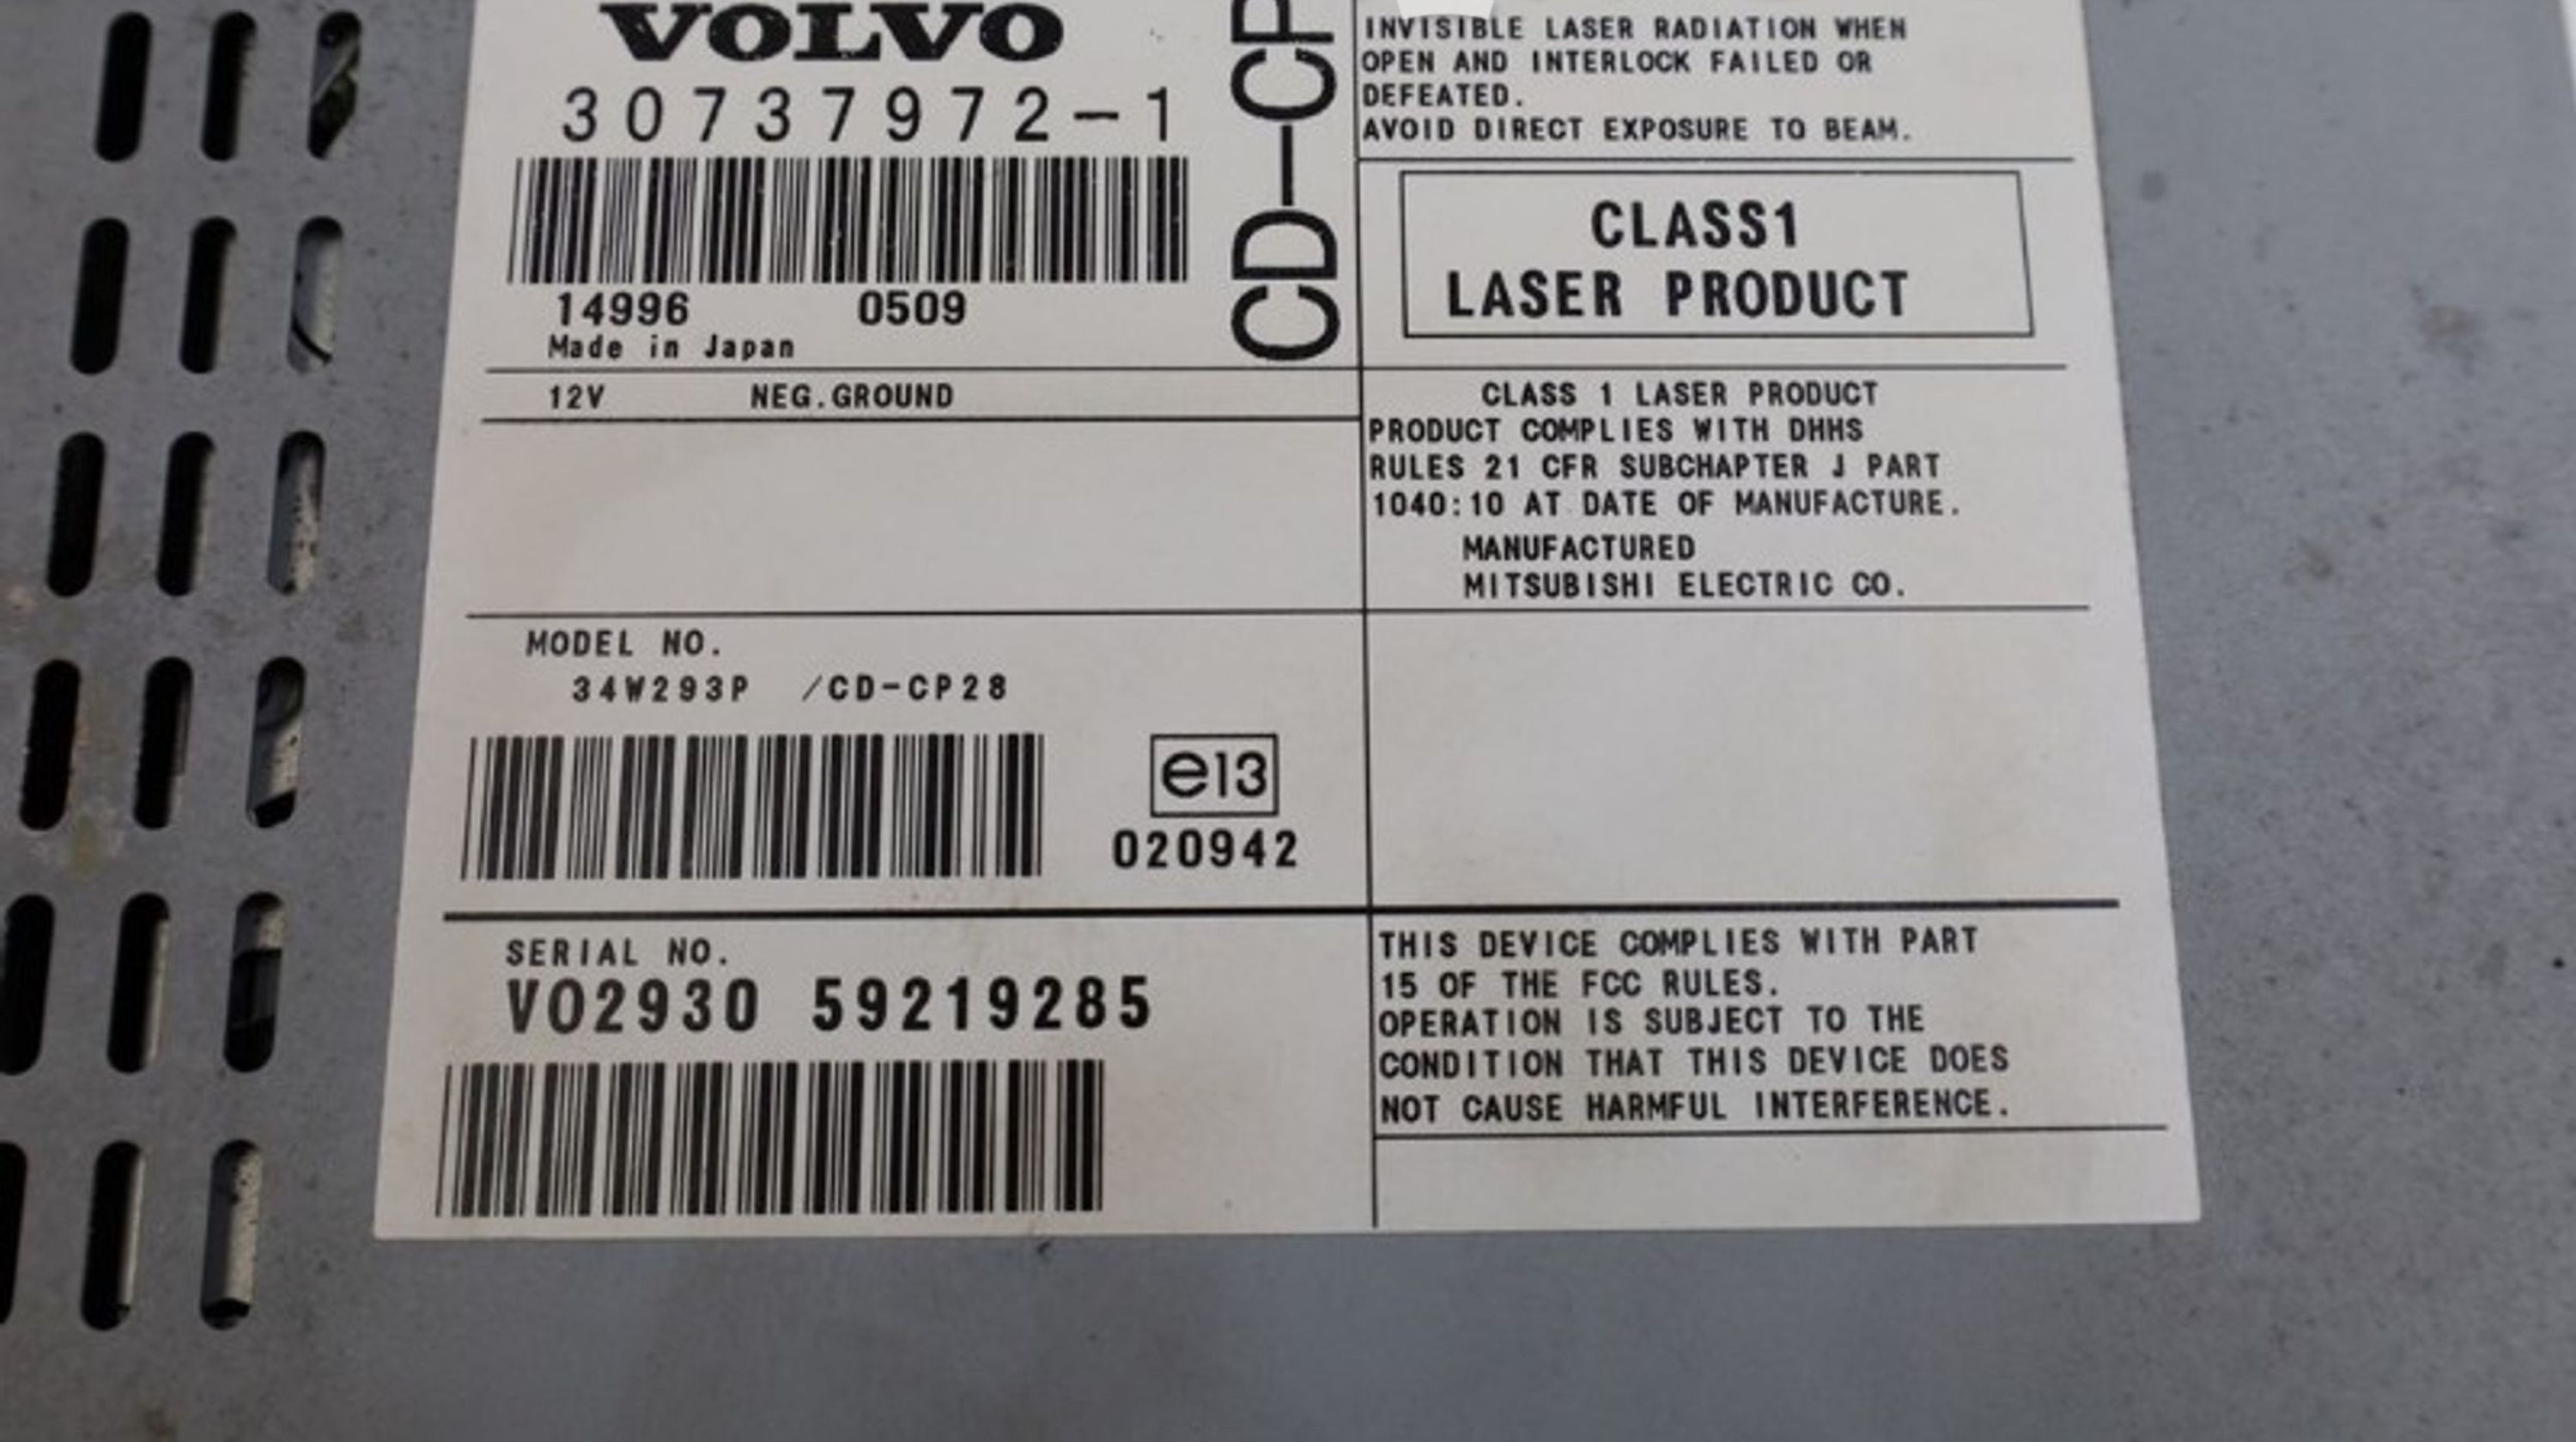 VOLVO
30737972-1
14996 0509
Made in Japan
CD-CP
12V NEG.GROUND
MODEL NO.
34W293P /CD-CP28
e13
020942
SERIAL NO.
VO2930 59219285
INVISIBLE LASER RADIATION WHEN
OPEN AND INTERLOCK FAILED OR
DEFEATED.
AVOID DIRECT EXPOSURE TO BEAM.
CLASS1
LASER PRODUCT
CLASS 1 LASER PRODUCT
PRODUCT COMPLIES WITH DHHS
RULES 21 CFR SUBCHAPTER J PART
1040:10 AT DATE OF MANUFACTURE.
MANUFACTURED
MITSUBISHI ELECTRIC CO.
THIS DEVICE COMPLIES WITH PART
15 OF THE FCC RULES.
OPERATION IS SUBJECT TO THE
CONDITION THAT THIS DEVICE DOES
NOT CAUSE HARMFUL INTERFERENCE.